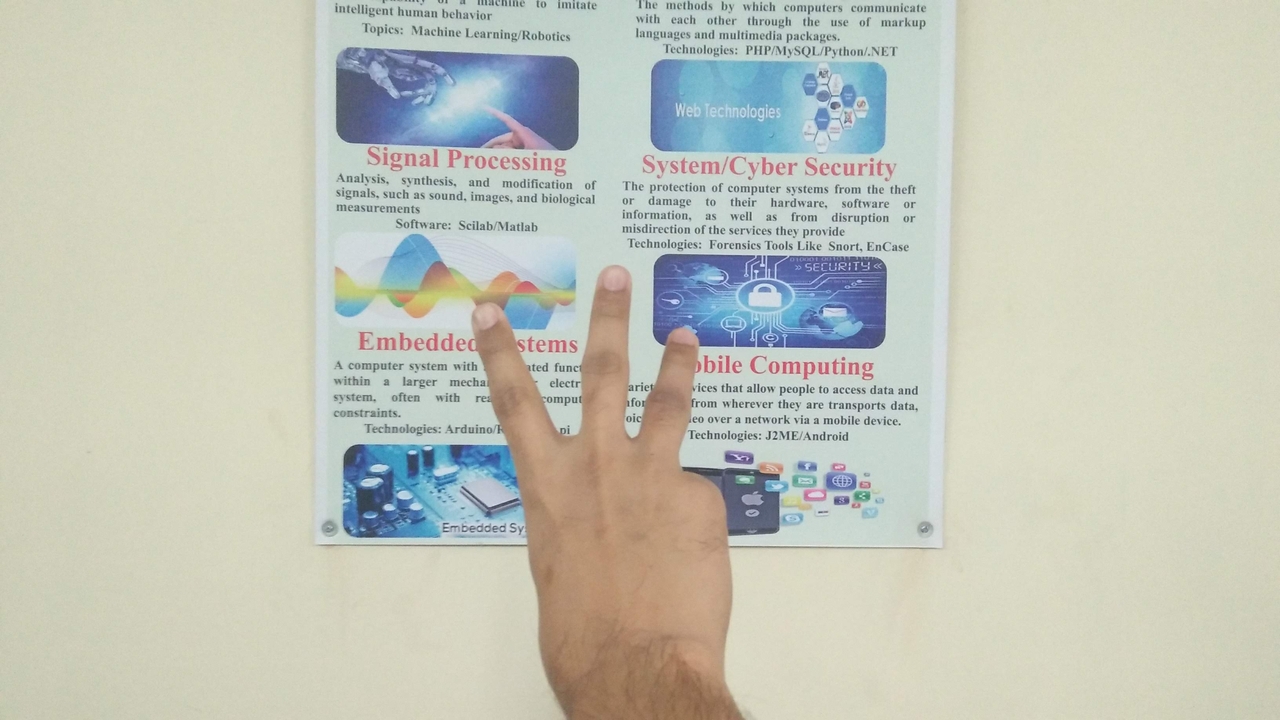 of a machine to imitate
intelligent human behavior
Topics: Machine Learning/Robotics
Signal Processing
Analysis, synthesis, and modification of
signals, such as sound, images, and biological
measurements
Software: Scilab/Matlab
Embedded
A computer system with
within a larger
system, often with
constraints.
Technologies: Arduino/
Embedded
The methods by which computers communicate
with each other through the use of markup
languages and multimedia packages.
Technologies: PHP/MySQL/Python/.NET
Web Technologies
System/Cyber Security
The protection of computer systems from the theft
or damage to their hardware, software or
information, as well as from disruption or
misdirection of the services they provide
Technologies: Forensics Tools Like Snort, EnCase
» SECURITY «
Computing
that allow people to access data and
from wherever they are transports data,
over a network via a mobile device.
Technologies: J2ME/Android